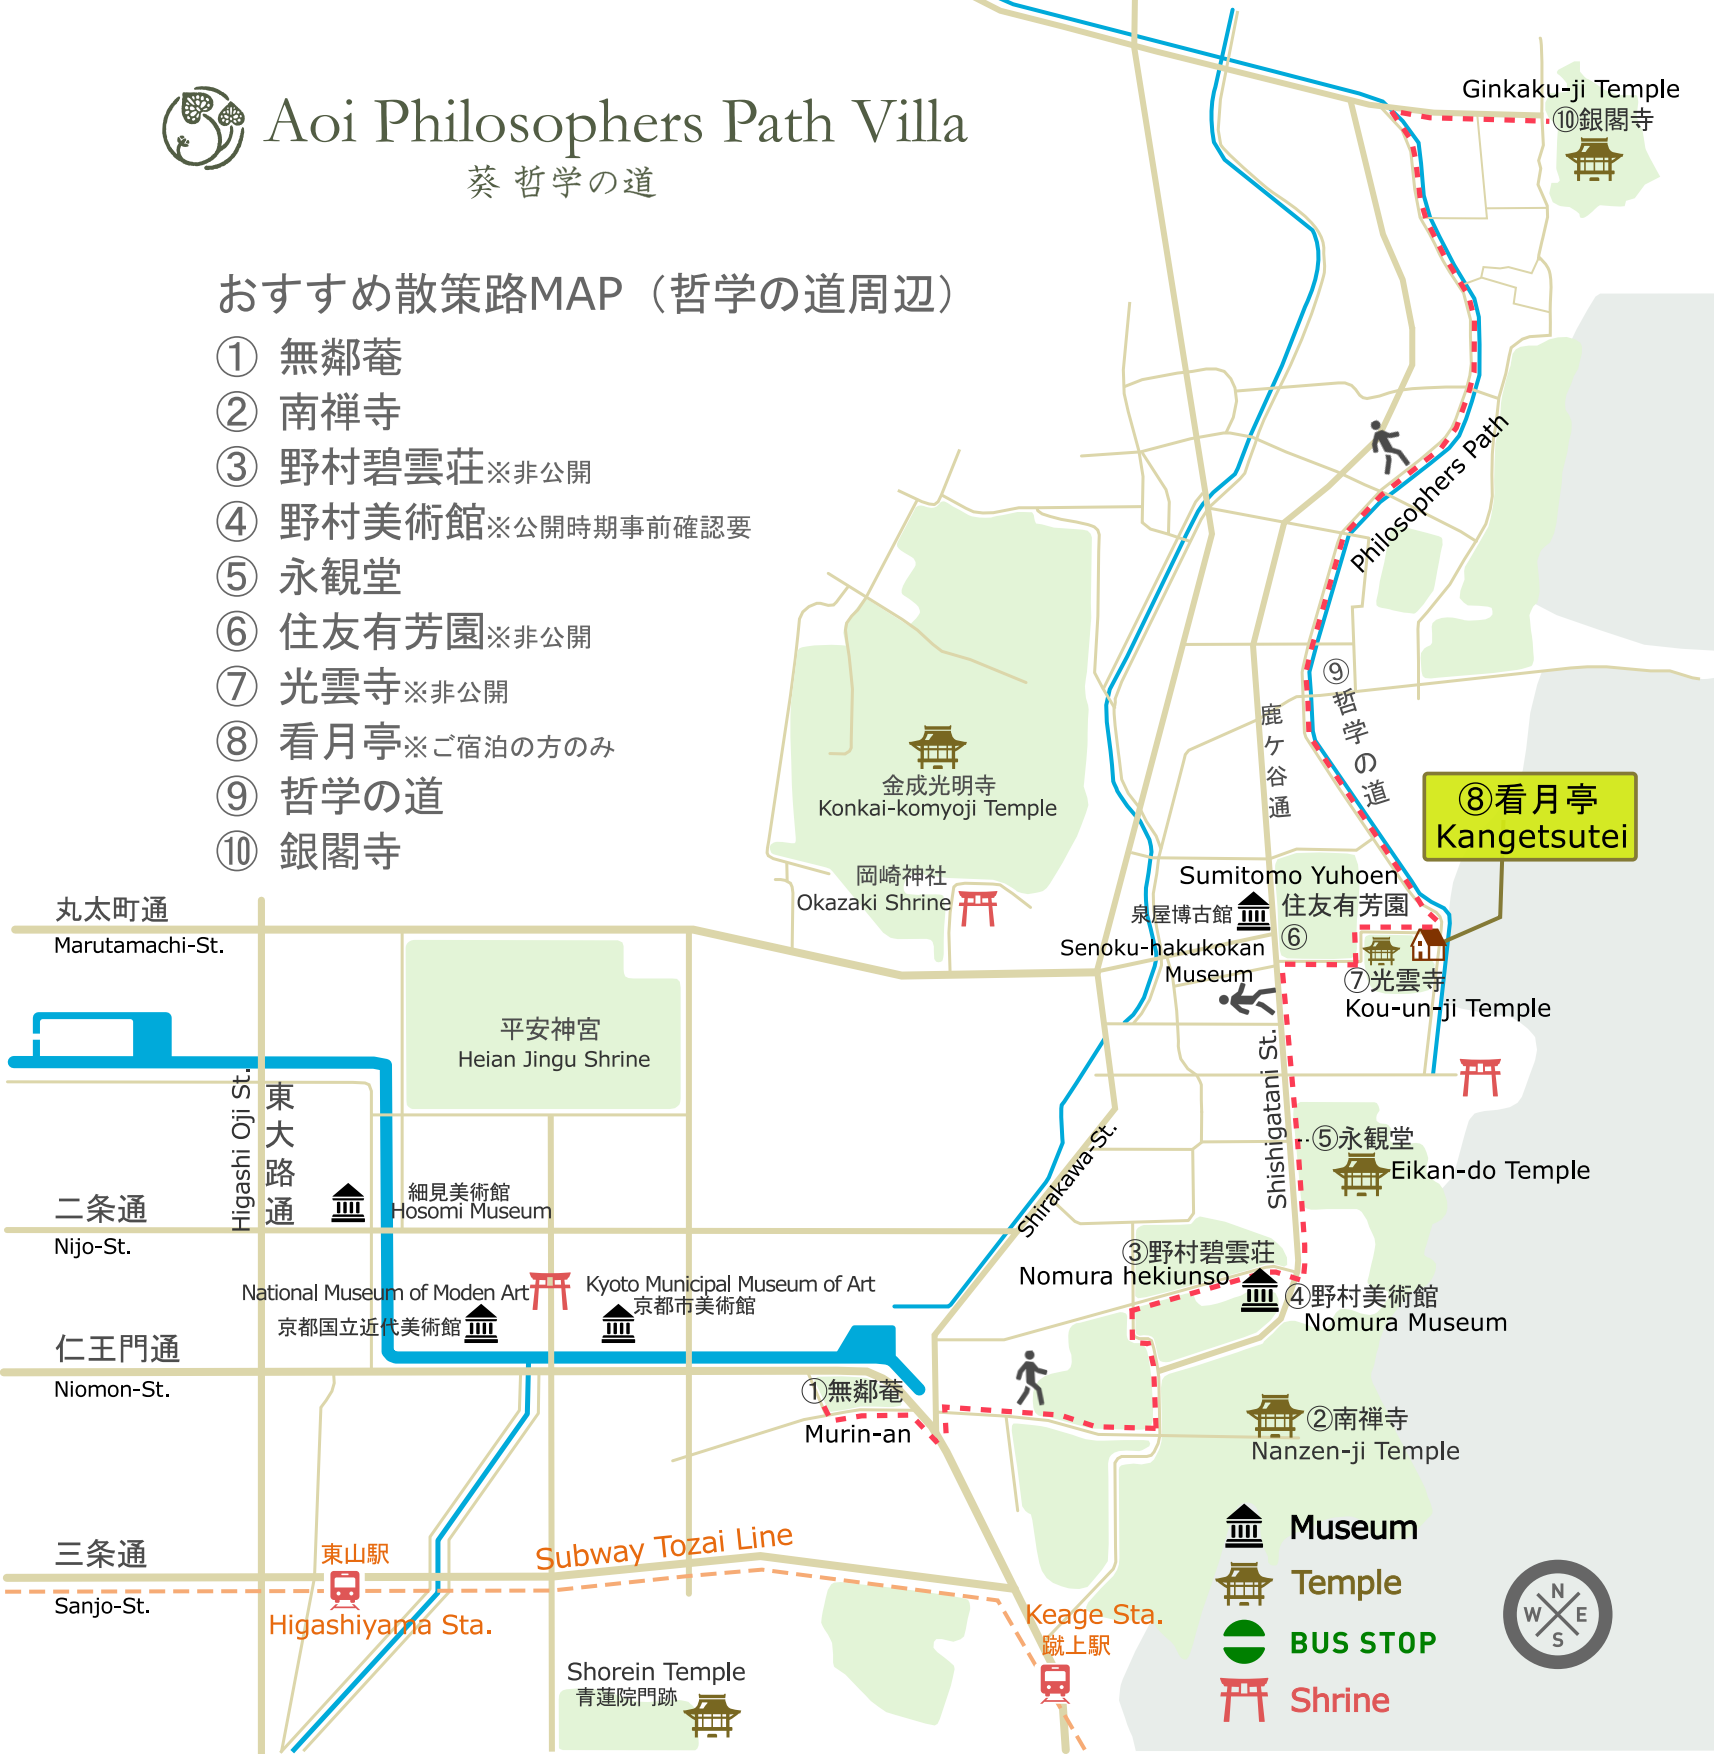 Aoi Philosophers Path Villa
葵 哲学の道
おすすめ散策路MAP（哲学の道周辺）
① 無鄰菴
② 南禅寺
③ 野村碧雲荘※非公開
④ 野村美術館※公開時期事前確認要
⑤ 永観堂
⑥ 住友有芳園※非公開
⑦ 光雲寺※非公開
⑧ 看月亭※ご宿泊の方のみ
⑨ 哲学の道
⑩ 銀閣寺
Ginkaku-ji Temple
⑩銀閣寺
Philosophers Path
⑨哲学の道
鹿ケ谷通
⑧看月亭
Kangetsutei
金成光明寺
Konkai-komyoji Temple
岡崎神社
Okazaki Shrine
Sumitomo Yuhoen
住友有芳園
⑥
泉屋博古館
Senoku-hakukokan
Museum
⑦光雲寺
Kou-un-ji Temple
丸太町通
Marutamachi-St.
平安神宮
Heian Jingu Shrine
Higashi Oji St.
東大路通
Shishigatani St.
Shirakawa-St.
⑤永観堂
Eikan-do Temple
二条通
Nijo-St.
細見美術館
Hosomi Museum
③野村碧雲荘
Nomura hekiunso
④野村美術館
Nomura Museum
National Museum of Moden Art
京都国立近代美術館
Kyoto Municipal Museum of Art
京都市美術館
仁王門通
Niomon-St.
①無鄰菴
Murin-an
②南禅寺
Nanzen-ji Temple
三条通
Sanjo-St.
東山駅
Higashiyama Sta.
Subway Tozai Line
Keage Sta.
蹴上駅
Shorein Temple
青蓮院門跡
Museum
Temple
BUS STOP
Shrine
N
W E
S